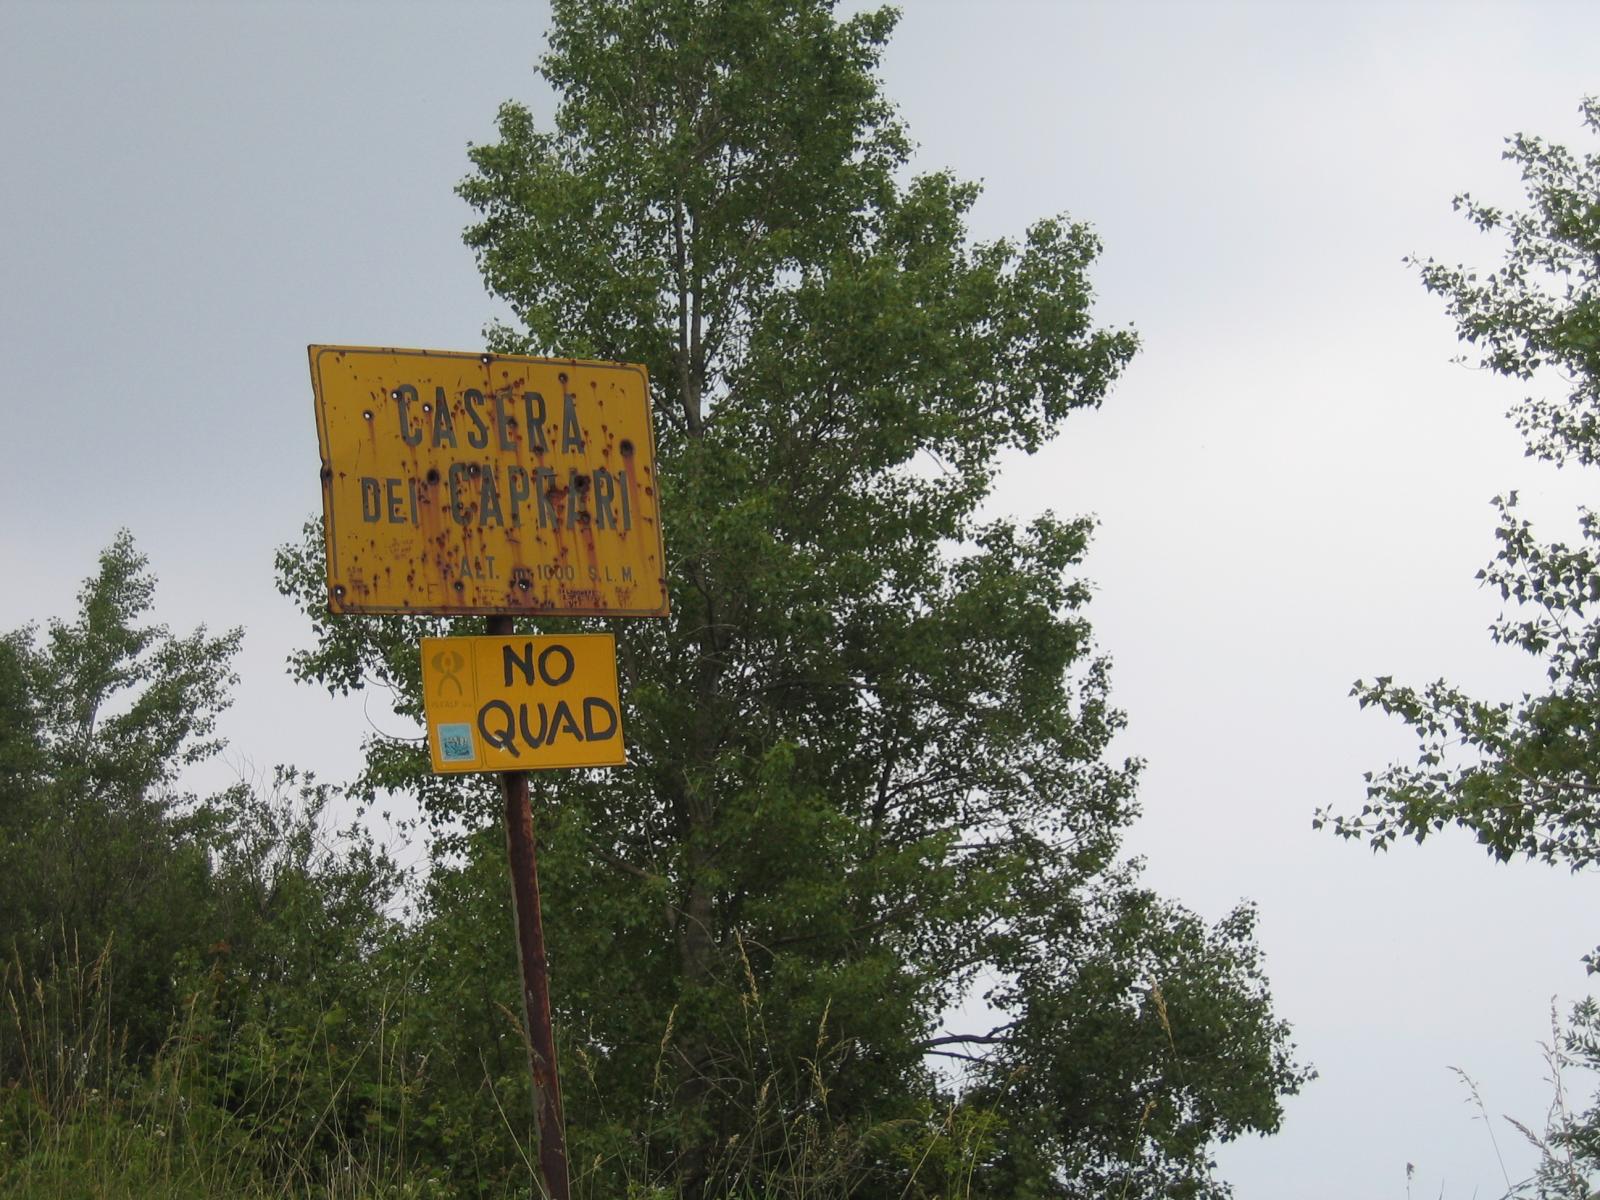 CASERA
DEI CAPRARI
ALT. m 1000 S.L.M.
NO
QUAD